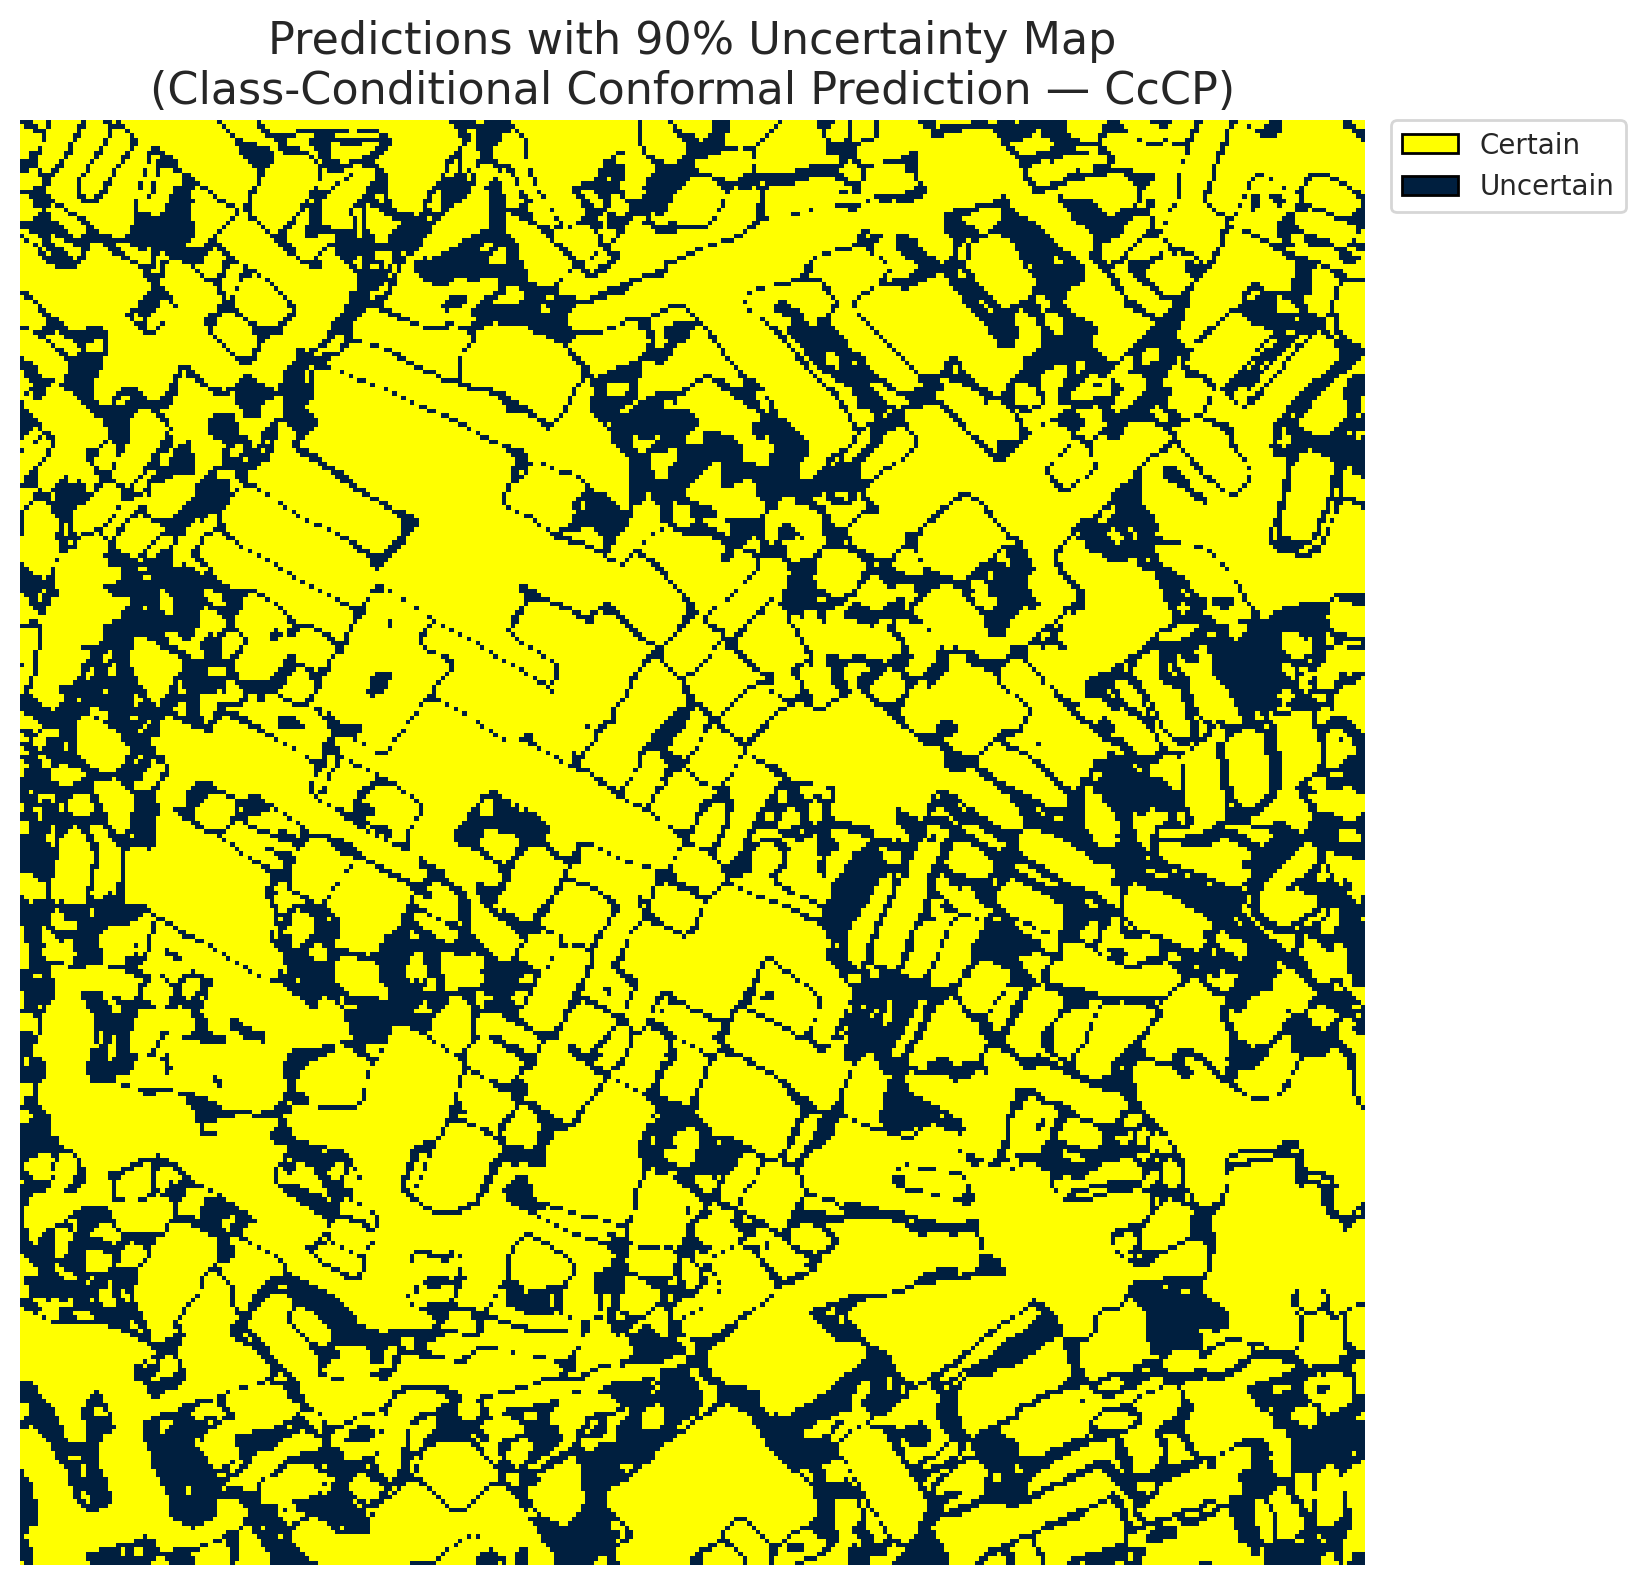 Predictions with 90% Uncertainty Map
(Class-Conditional Conformal Prediction — CcCP)
Certain
Uncertain